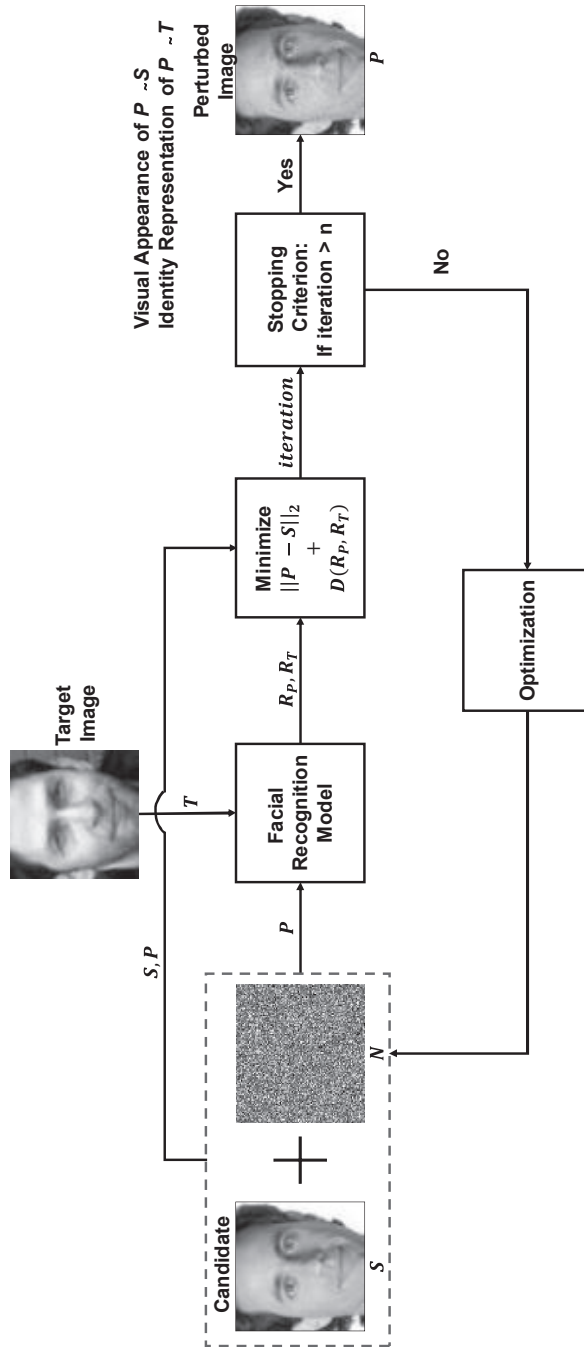 Visual Appearance of P ~S
Identity Representation of P ~ T
Target
Image
Perturbed
Image
S, P
T
Candidate
S
N
P
Facial
Recognition
Model
R_P, R_T
Minimize
||P − S||_2
+
D(R_P, R_T)
iteration
Stopping
Criterion:
If iteration > n
Yes
P
No
Optimization